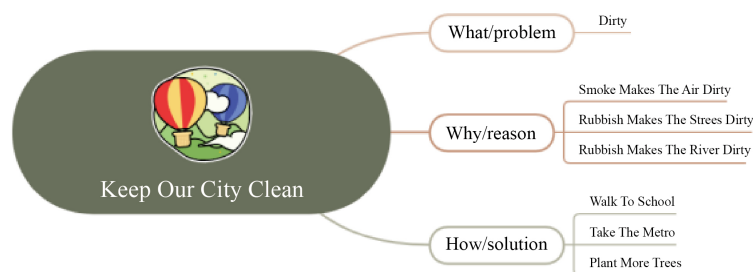 Keep Our City Clean
What/problem
Dirty
Why/reason
Smoke Makes The Air Dirty
Rubbish Makes The Strees Dirty
Rubbish Makes The River Dirty
How/solution
Walk To School
Take The Metro
Plant More Trees